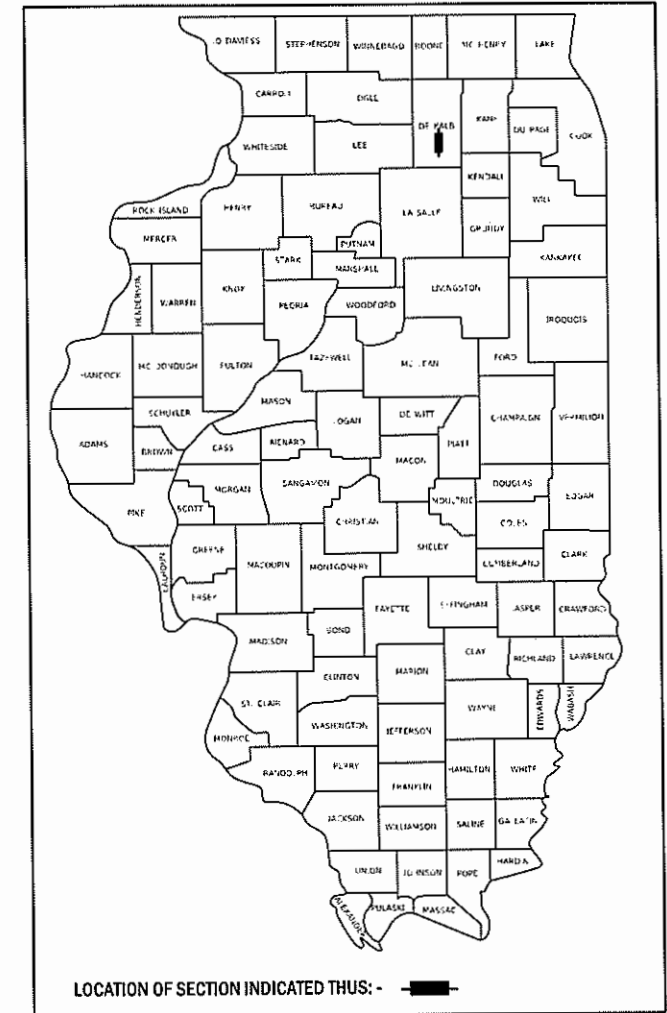 STEPHENSON WINNEBAGO BOONE MC HENRY LAKE
CARROLL OGLE
DE KALB KANE DU PAGE COOK
WHITESIDE LEE
KENDALL
ROCK ISLAND HENRY BUREAU LA SALLE WILL
GRUNDY
MERCER PUTNAM
STARK MARSHALL KANKAKEE
HENDERSON WARREN KNOX PEORIA WOODFORD LIVINGSTON IROQUOIS
HANCOCK MC DONOUGH FULTON TAZEWELL MC LEAN FORD
MASON
SCHUYLER LOGAN DE WITT CHAMPAIGN VERMILION
ADAMS BROWN CASS MENARD PIATT
MACON
MORGAN SANGAMON DOUGLAS EDGAR
PIKE SCOTT MOULTRIE
CHRISTIAN COLES
SHELBY
GREENE CLARK
CALHOUN MACOUPIN MONTGOMERY CUMBERLAND
ERSEY FAYETTE EFFINGHAM JASPER CRAWFORD
MADISON BOND
CLAY RICHLAND LAWRENCE
CLINTON MARION
ST. CLAIR WAYNE EDWARDS WABASH
WASHINGTON
MONROE JEFFERSON
RANDOLPH PERRY HAMILTON WHITE
FRANKLIN
JACKSON WILLIAMSON SALINE GALLATIN
UNION JOHNSON POPE HARDIN
ALEXANDER PULASKI MASSAC
LOCATION OF SECTION INDICATED THUS: -